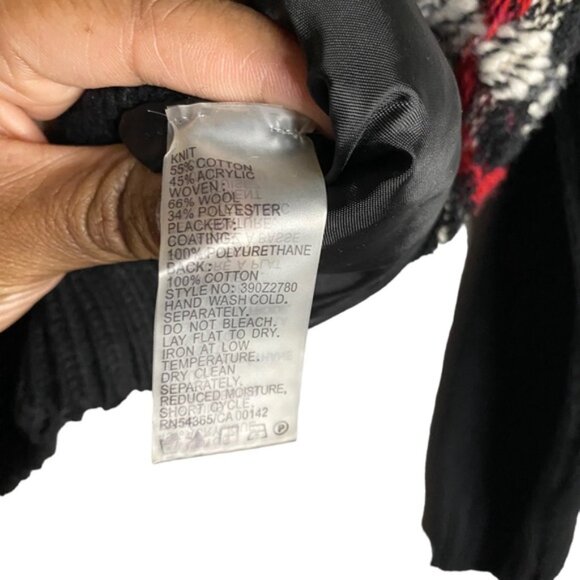 KNIT
55% COTTON
45% ACRYLIC
WOVEN:
66% WOOL
34% POLYESTER
PLACKET:
COATING:
100% POLYURETHANE
BACK:
100% COTTON
STYLE NO: 390Z2780
HAND WASH COLD.
SEPARATELY.
DO NOT BLEACH.
LAY FLAT TO DRY.
IRON AT LOW
TEMPERATURE.
DRY CLEAN
SEPARATELY.
REDUCED MOISTURE,
SHORT CYCLE.
RN54365/CA 00142
P